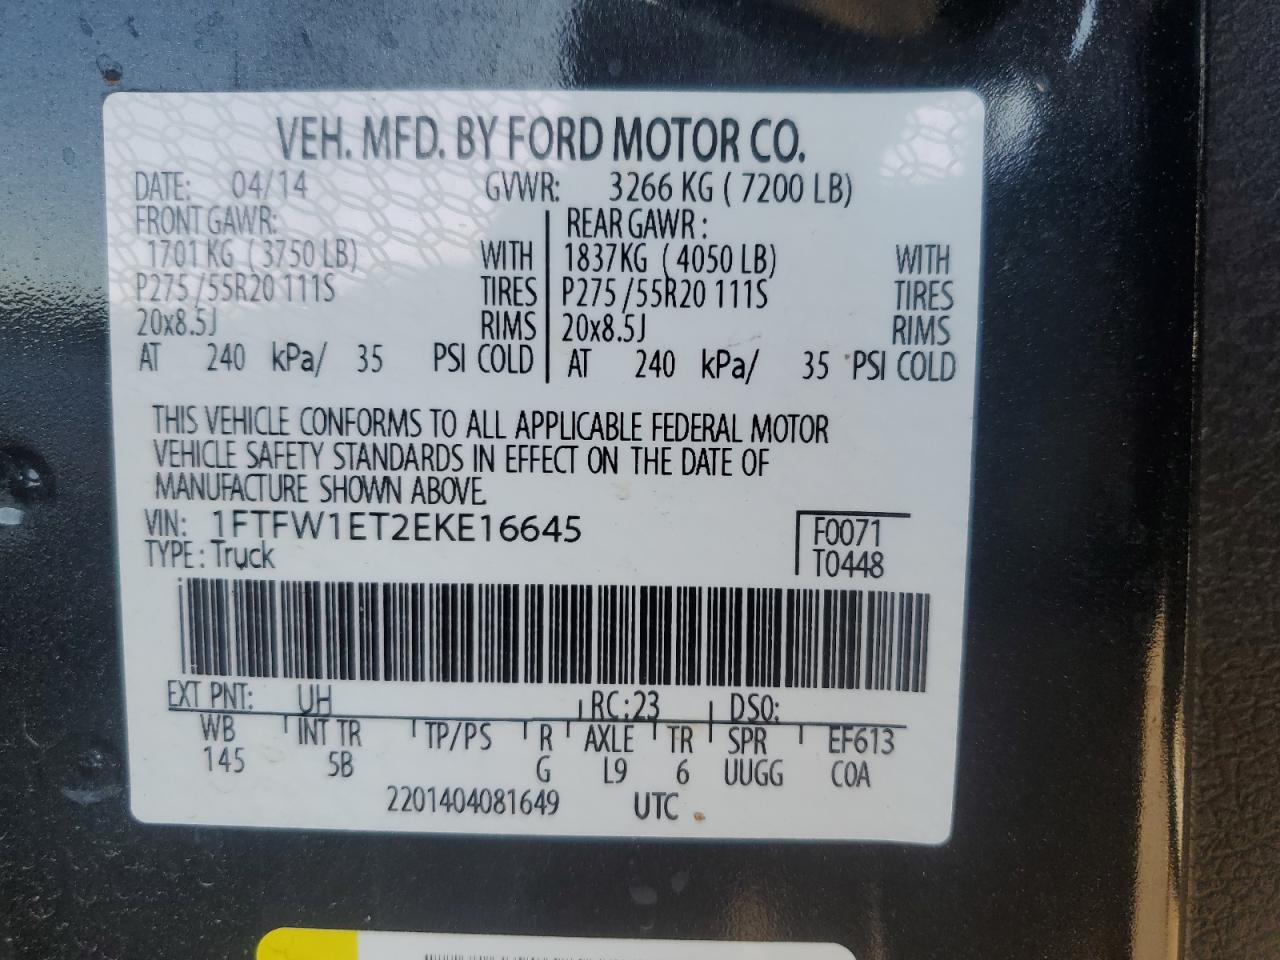 VEH. MFD. BY FORD MOTOR CO.
DATE: 04/14 GVWR: 3266 KG ( 7200 LB)
FRONT GAWR: REAR GAWR :
1701 KG ( 3750 LB) WITH 1837KG ( 4050 LB) WITH
P275 /55R20 111S TIRES P275 /55R20 111S TIRES
20x8.5J RIMS 20x8.5J RIMS
AT 240 kPa/ 35 PSI COLD AT 240 kPa/ 35 PSI COLD
THIS VEHICLE CONFORMS TO ALL APPLICABLE FEDERAL MOTOR
VEHICLE SAFETY STANDARDS IN EFFECT ON THE DATE OF
MANUFACTURE SHOWN ABOVE.
VIN: 1FTFW1ET2EKE16645 F0071
TYPE : Truck T0448
EXT PNT: UH RC:23 DSO:
WB INT TR TP/PS R AXLE TR SPR EF613
145 5B G L9 6 UUGG COA
2201404081649 UTC